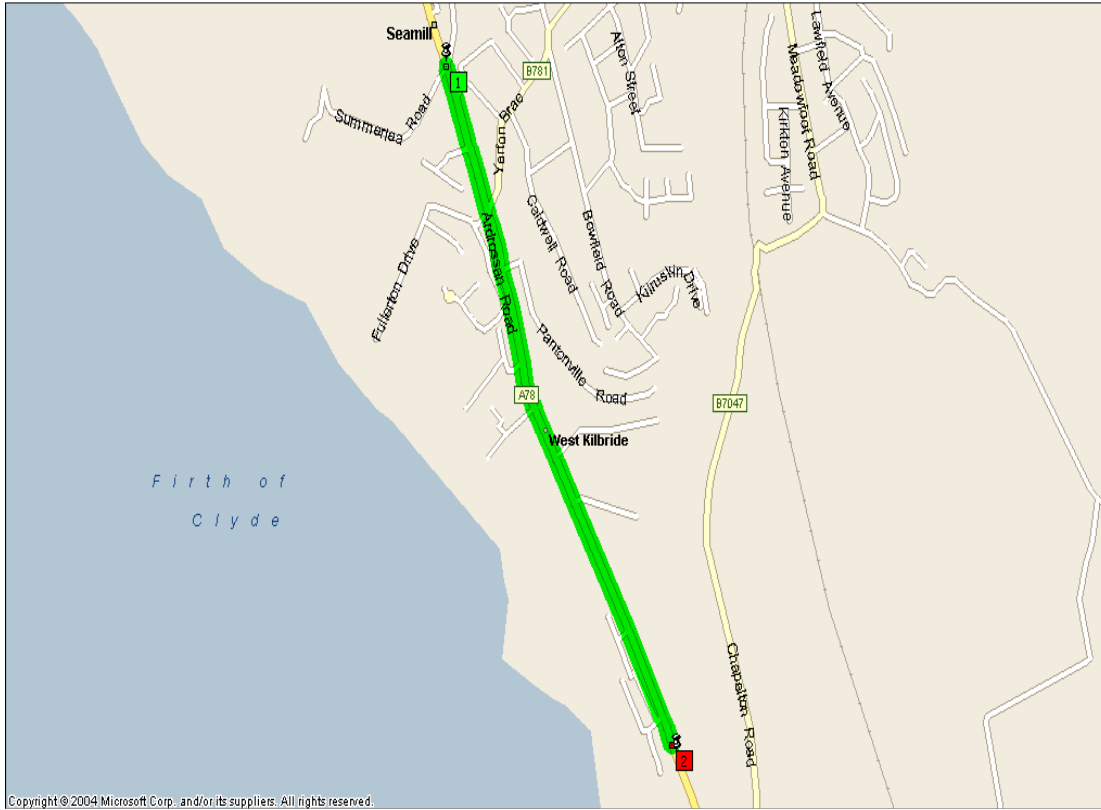 Seamill
1
Summerlea Road
B781
Yerton Brae
Alton Street
Meadowfoot Road
Lawfield Avenue
Kirkton Avenue
Ardrossan Road
Caldwell Road
Bowfield Road
Kilruskin Drive
Fullerton Drive
Pantonville Road
A78
B7047
West Kilbride
Firth of
Clyde
Chapelton Road
2
Copyright © 2004 Microsoft Corp. and/or its suppliers. All rights reserved.